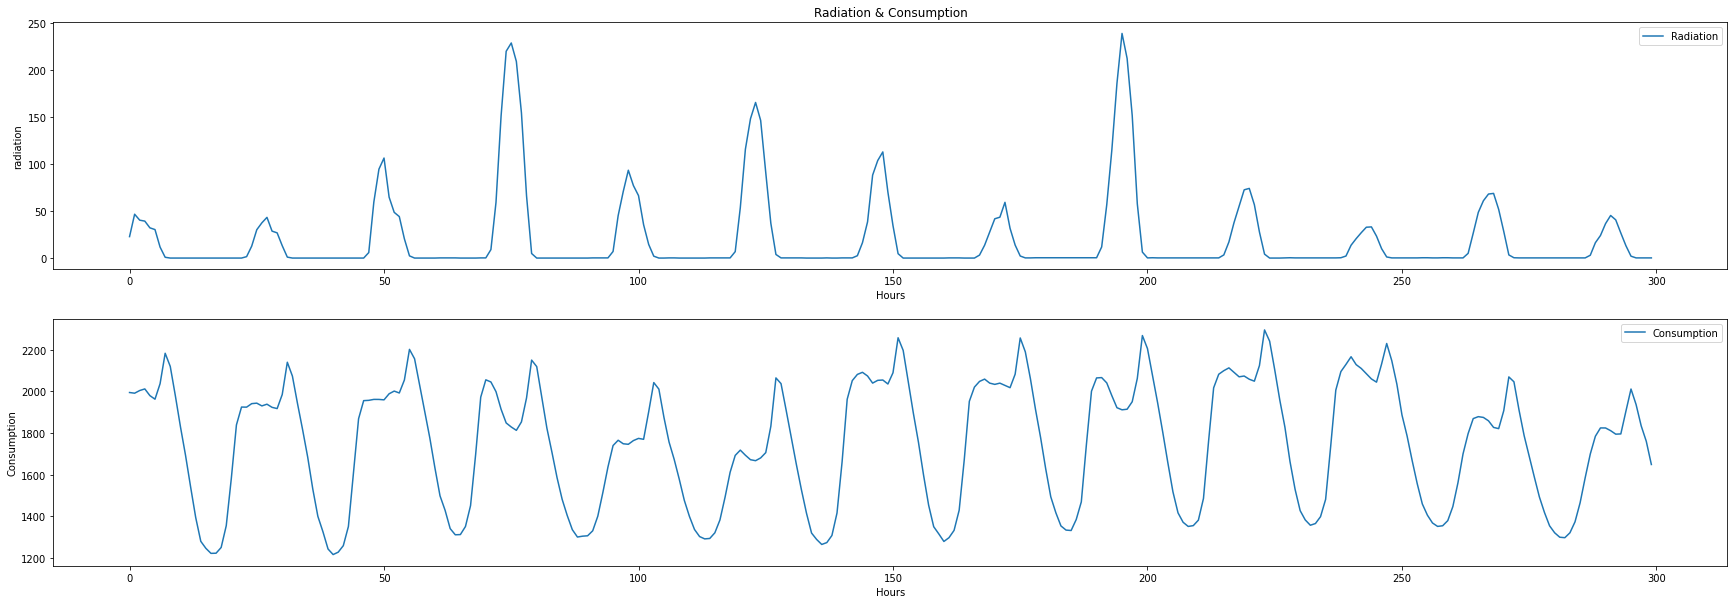 Radiation & Consumption
250
200
150
100
50
0
radiation
Radiation
0 50 100 150 200 250 300
Hours
2200
2000
1800
1600
1400
1200
Consumption
Consumption
0 50 100 150 200 250 300
Hours